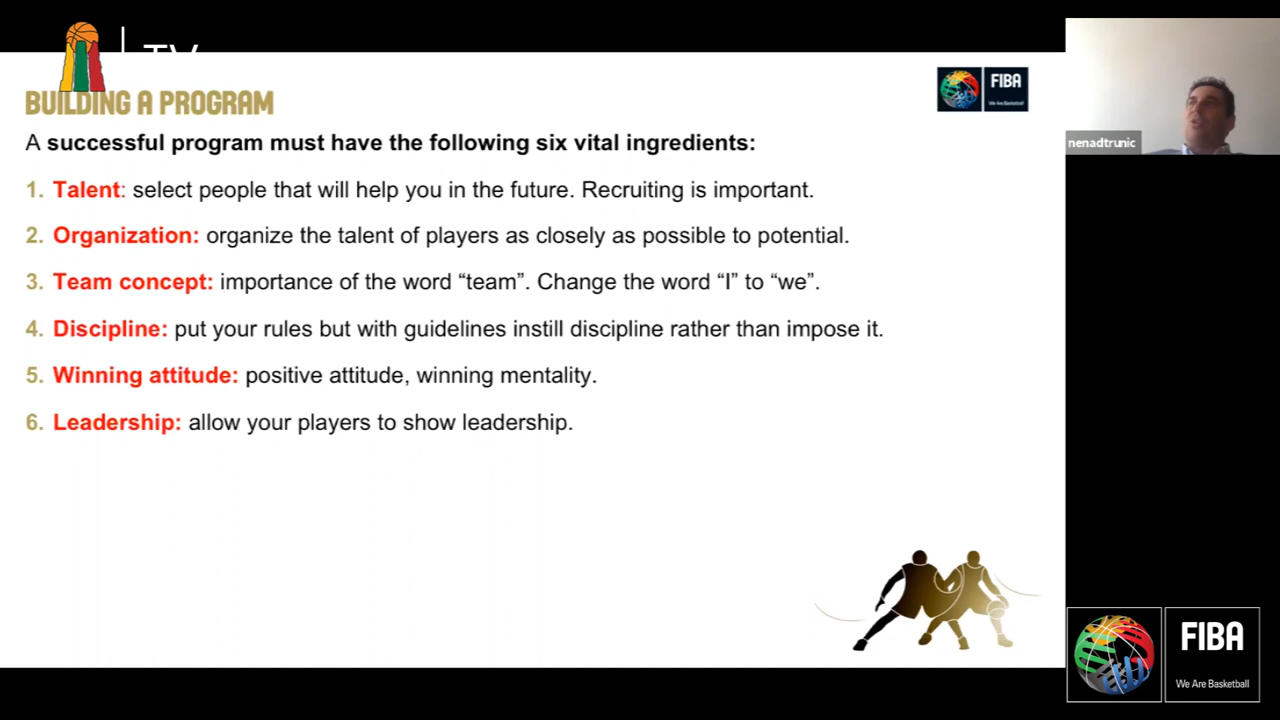 TV
BUILDING A PROGRAM
FIBA
We Are Basketball
nenadtrunic
A successful program must have the following six vital ingredients:
1. Talent: select people that will help you in the future. Recruiting is important.
2. Organization: organize the talent of players as closely as possible to potential.
3. Team concept: importance of the word “team”. Change the word “I” to “we”.
4. Discipline: put your rules but with guidelines instill discipline rather than impose it.
5. Winning attitude: positive attitude, winning mentality.
6. Leadership: allow your players to show leadership.
FIBA
We Are Basketball